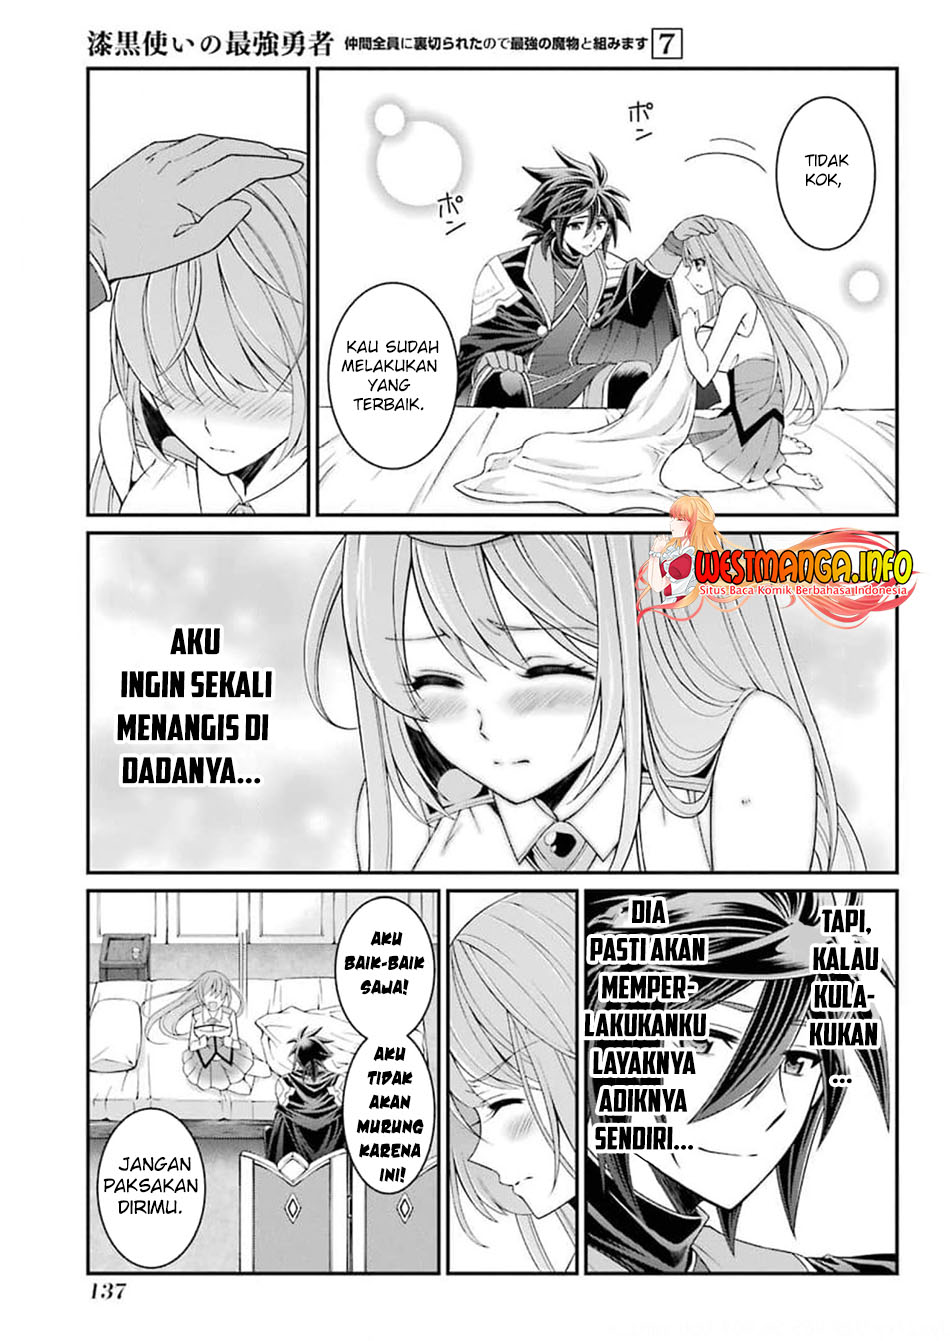 漆黒使いの最強勇者 仲間全員に裏切られたので最強の魔物と組みます 7
TIDAK
KOK,
ポン
ポン
KAU SUDAH
MELAKUKAN
YANG
TERBAIK.
WESTMANGA.INFO
Situs Baca Komik Berbahasa Indonesia
AKU
INGIN SEKALI
MENANGIS DI
DADANYA...
TAPI,
KALAU
KULA-
KUKAN
...
DIA
PASTI AKAN
MEMPER-
LAKUKANKU
LAYAKNYA
ADIKNYA
SENDIRI...
AKU
BAIK-BAIK
SAJA!
AKU
TIDAK
AKAN
MURUNG
KARENA
INI!
JANGAN
PAKSAKAN
DIRIMU.
137